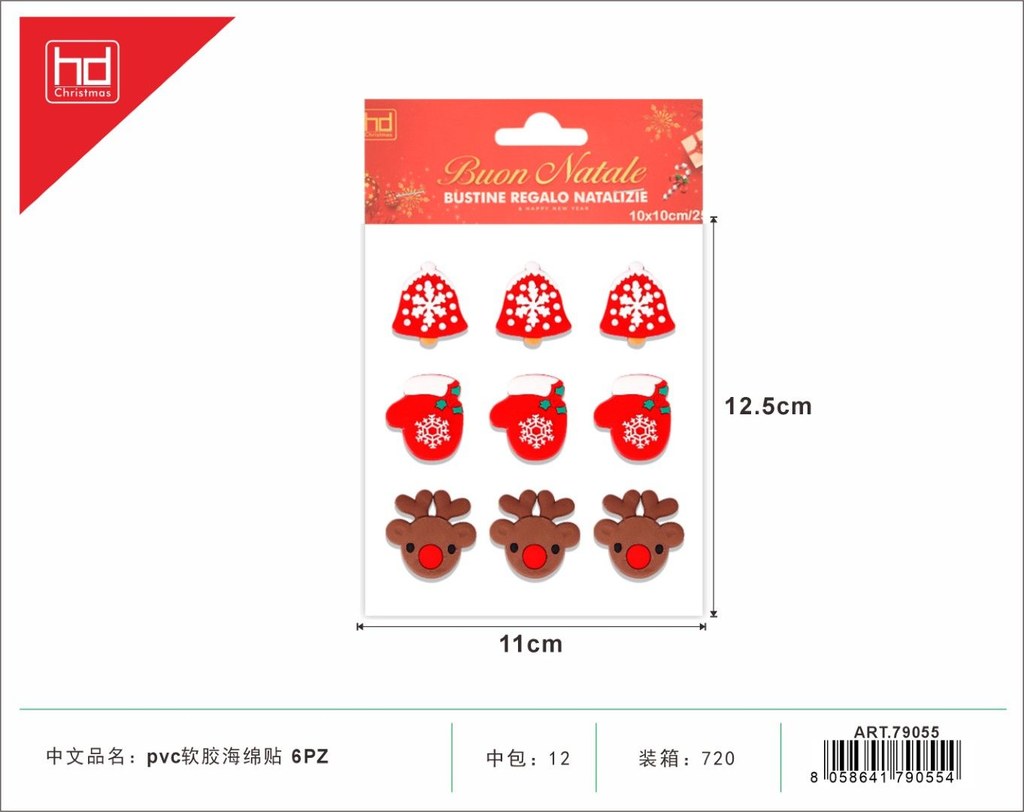 hd
Christmas
hd
Christmas
Buon Natale
BUSTINE REGALO NATALIZIE
& HAPPY NEW YEAR
10x10cm/2
12.5cm
11cm
中文品名：pvc软胶海绵贴 6PZ
中包：12
装箱：720
ART.79055
8 058641 790554